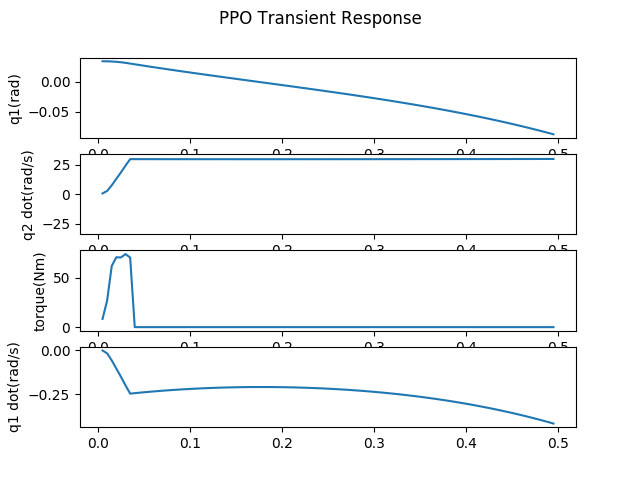 PPO Transient Response
q1(rad)
0.00
−0.05
0.0 0.1 0.2 0.3 0.4 0.5
q2 dot(rad/s)
25
0
−25
0.0 0.1 0.2 0.3 0.4 0.5
torque(Nm)
50
0
0.0 0.1 0.2 0.3 0.4 0.5
q1 dot(rad/s)
0.00
−0.25
0.0 0.1 0.2 0.3 0.4 0.5